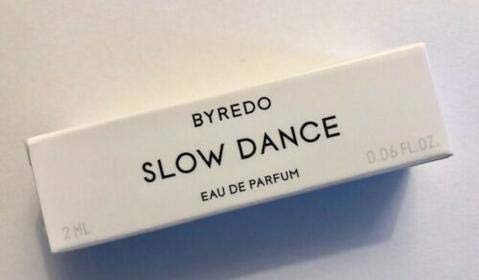 BYREDO
SLOW DANCE
EAU DE PARFUM
2 ML
0.06 FL.OZ.